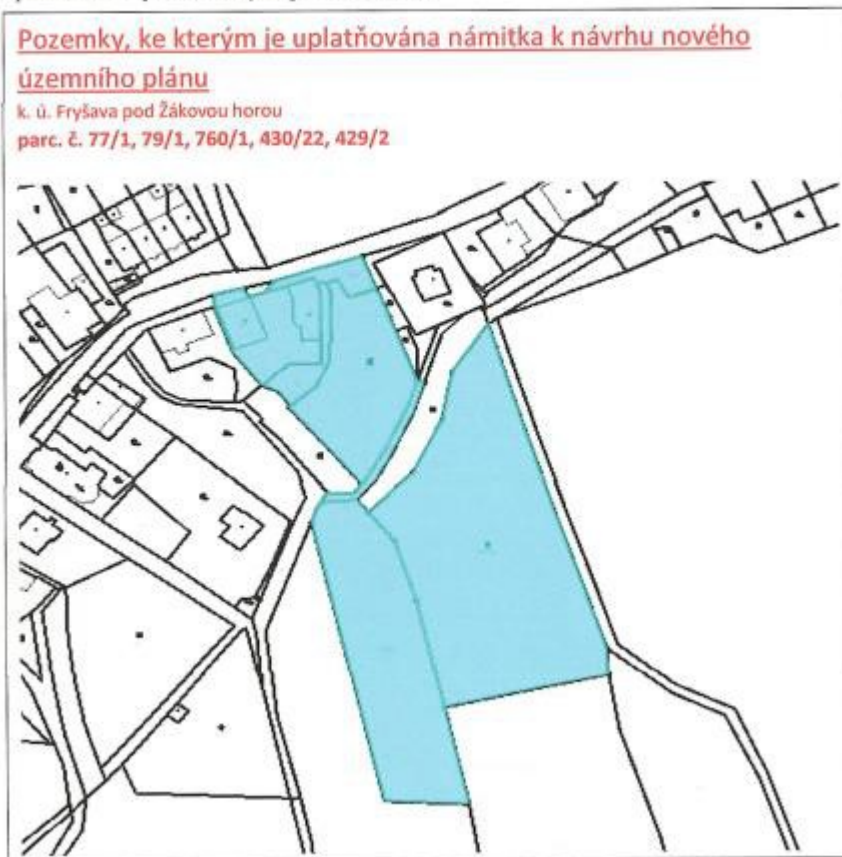 Pozemky, ke kterým je uplatňována námitka k návrhu nového
územního plánu
k. ú. Fryšava pod Žákovou horou
parc. č. 77/1, 79/1, 760/1, 430/22, 429/2